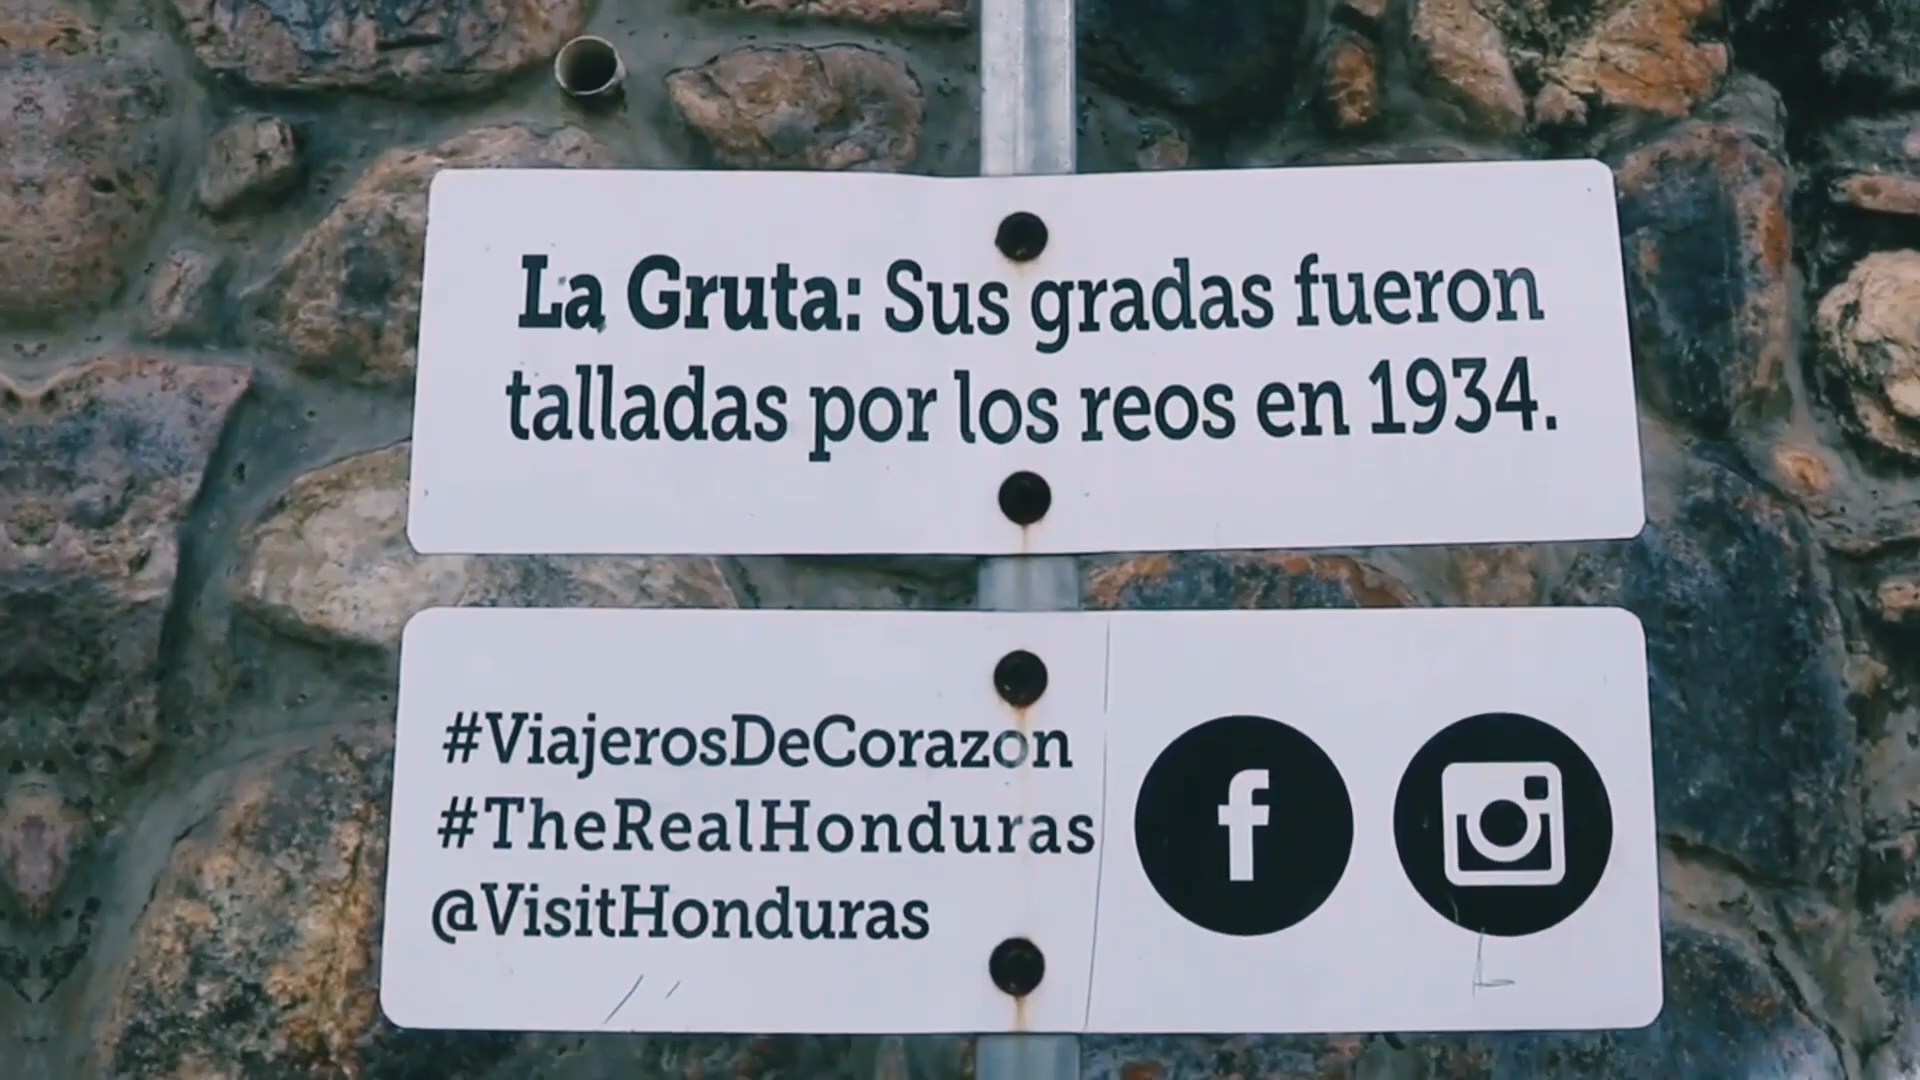 La Gruta: Sus gradas fueron
talladas por los reos en 1934.
#ViajerosDeCorazon
#TheRealHonduras
@VisitHonduras